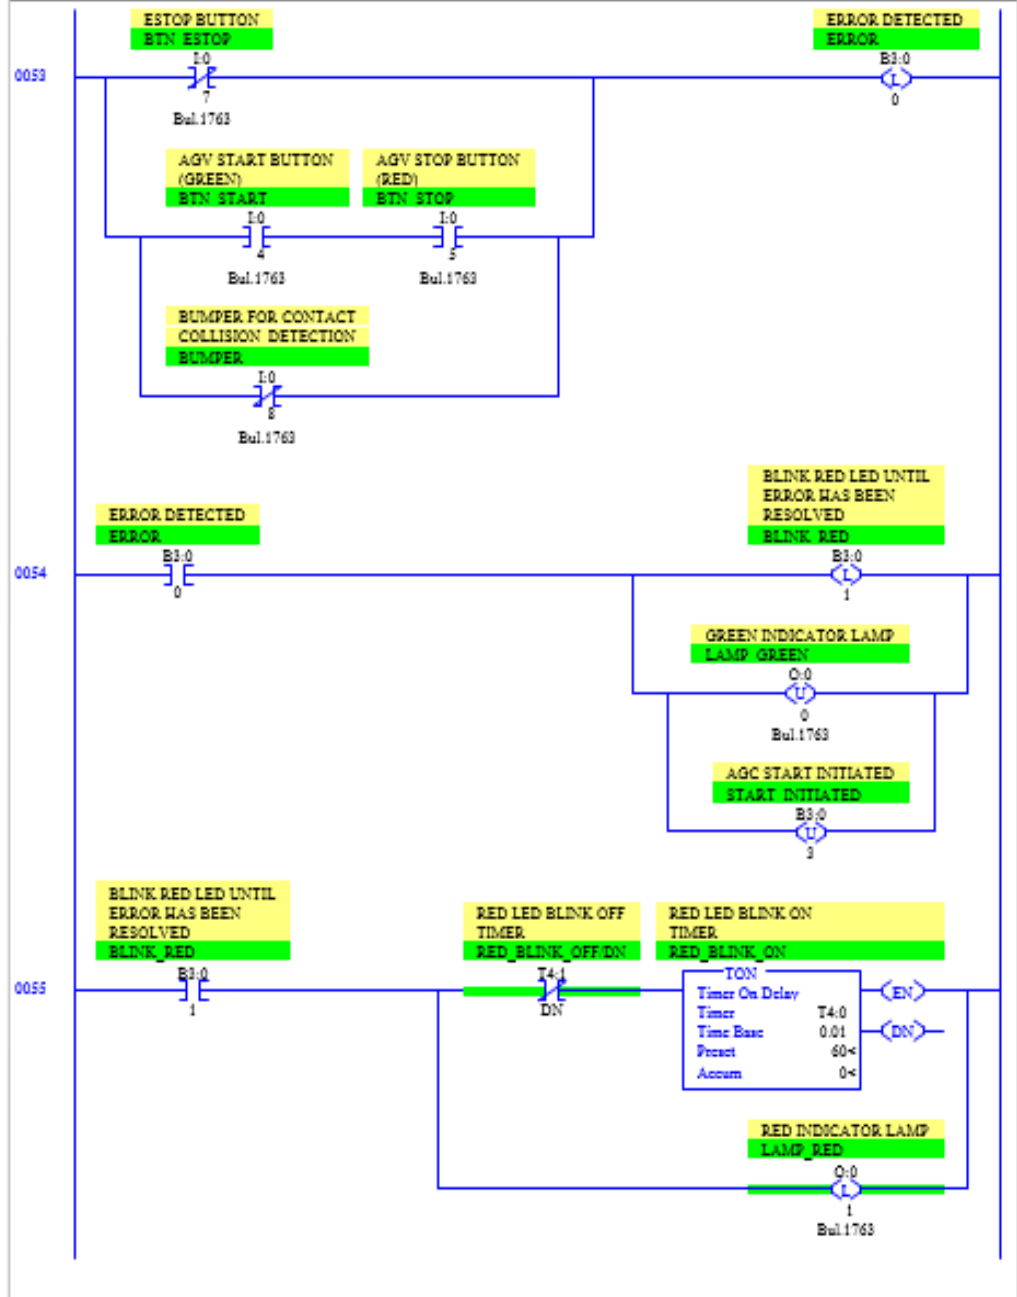 ESTOP BUTTON
BTN_ESTOP
I:0
7
Bul.1763
ERROR DETECTED
ERROR
B3:0
L
0
0053
AGV START BUTTON
(GREEN)
BTN_START
I:0
4
Bul.1763
AGV STOP BUTTON
(RED)
BTN_STOP
I:0
5
Bul.1763
BUMPER FOR CONTACT
COLLISION DETECTION
BUMPER
I:0
8
Bul.1763
ERROR DETECTED
ERROR
B3:0
0
0054
BLINK RED LED UNTIL
ERROR HAS BEEN
RESOLVED
BLINK_RED
B3:0
L
1
GREEN INDICATOR LAMP
LAMP_GREEN
O:0
U
0
Bul.1763
AGC START INITIATED
START_INITIATED
B3:0
U
3
BLINK RED LED UNTIL
ERROR HAS BEEN
RESOLVED
BLINK_RED
B3:0
1
0055
RED LED BLINK OFF
TIMER
RED_BLINK_OFF/DN
T4:1
DN
RED LED BLINK ON
TIMER
RED_BLINK_ON
TON
Timer On Delay
Timer T4:0
Time Base 0.01
Preset 60<
Accum 0<
EN
DN
RED INDICATOR LAMP
LAMP_RED
O:0
L
1
Bul.1763